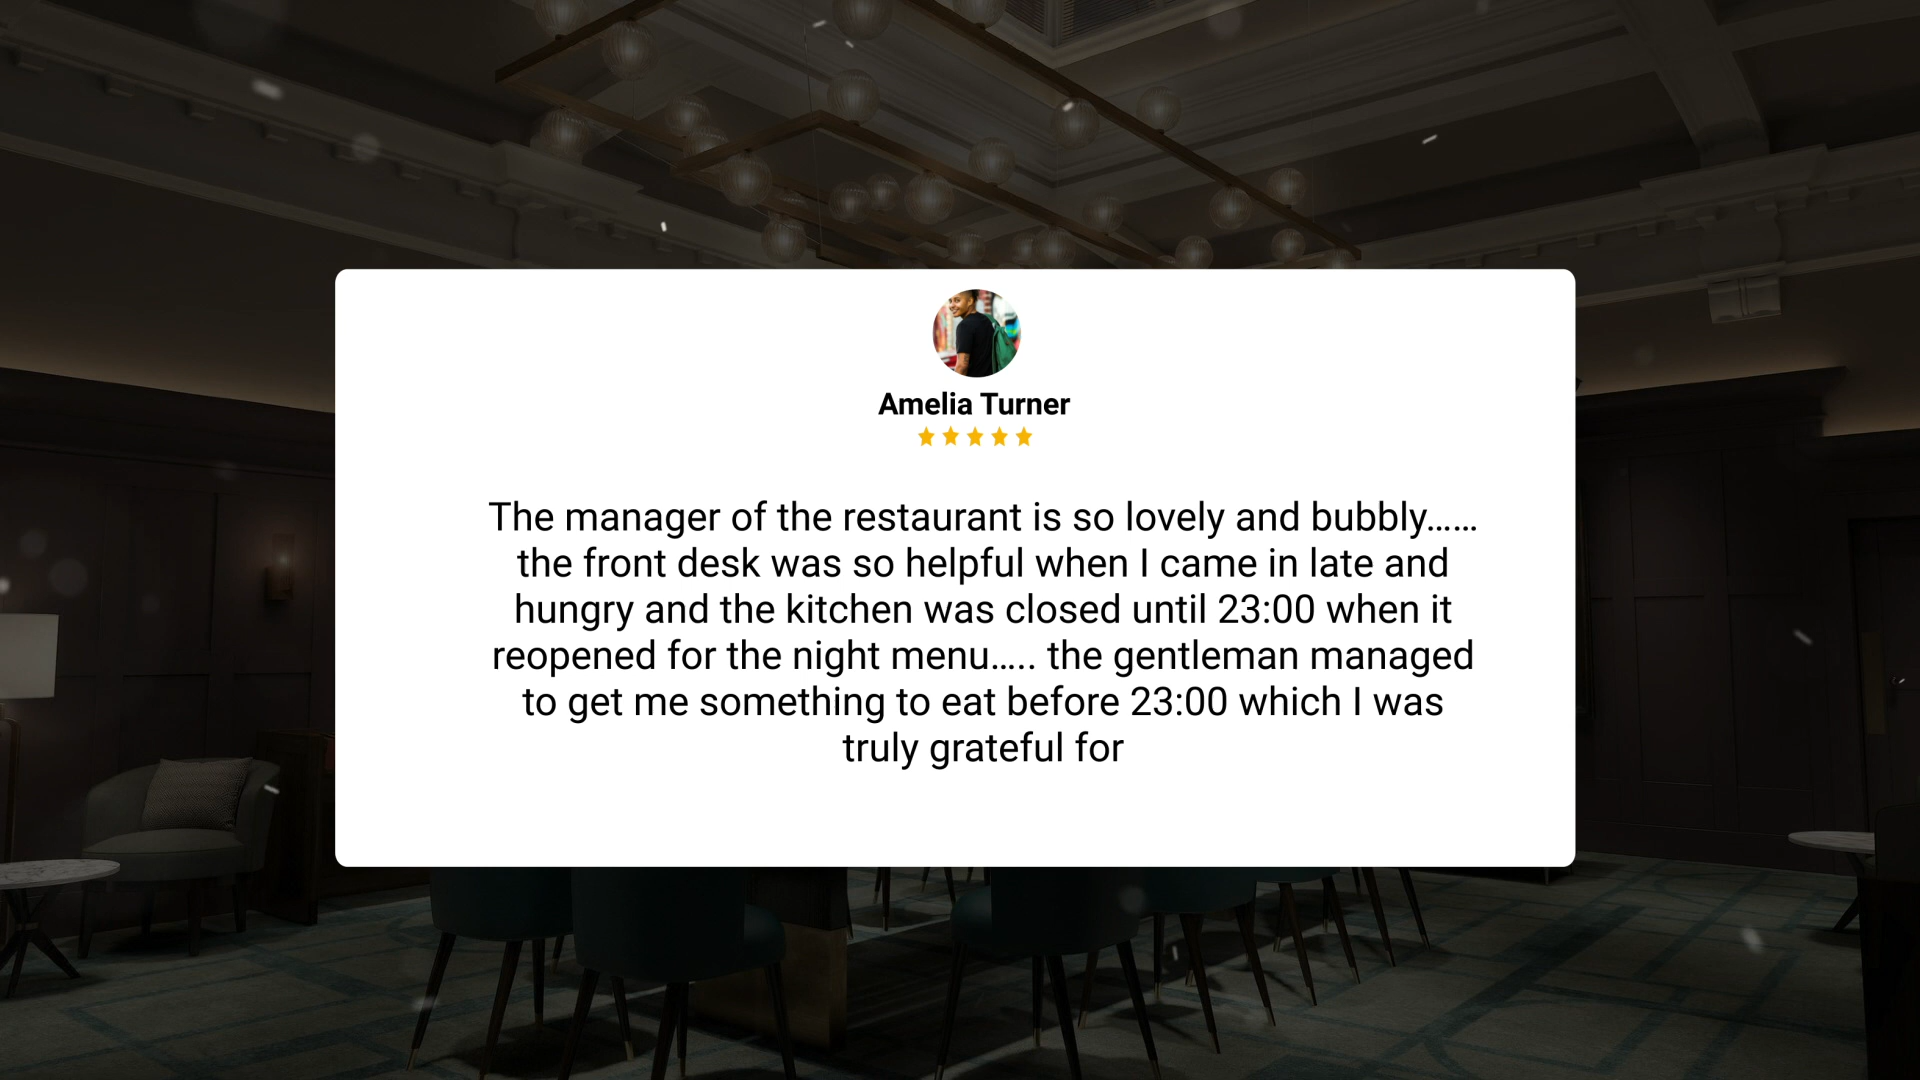 Amelia Turner
The manager of the restaurant is so lovely and bubbly......
the front desk was so helpful when I came in late and
hungry and the kitchen was closed until 23:00 when it
reopened for the night menu..... the gentleman managed
to get me something to eat before 23:00 which I was
truly grateful for